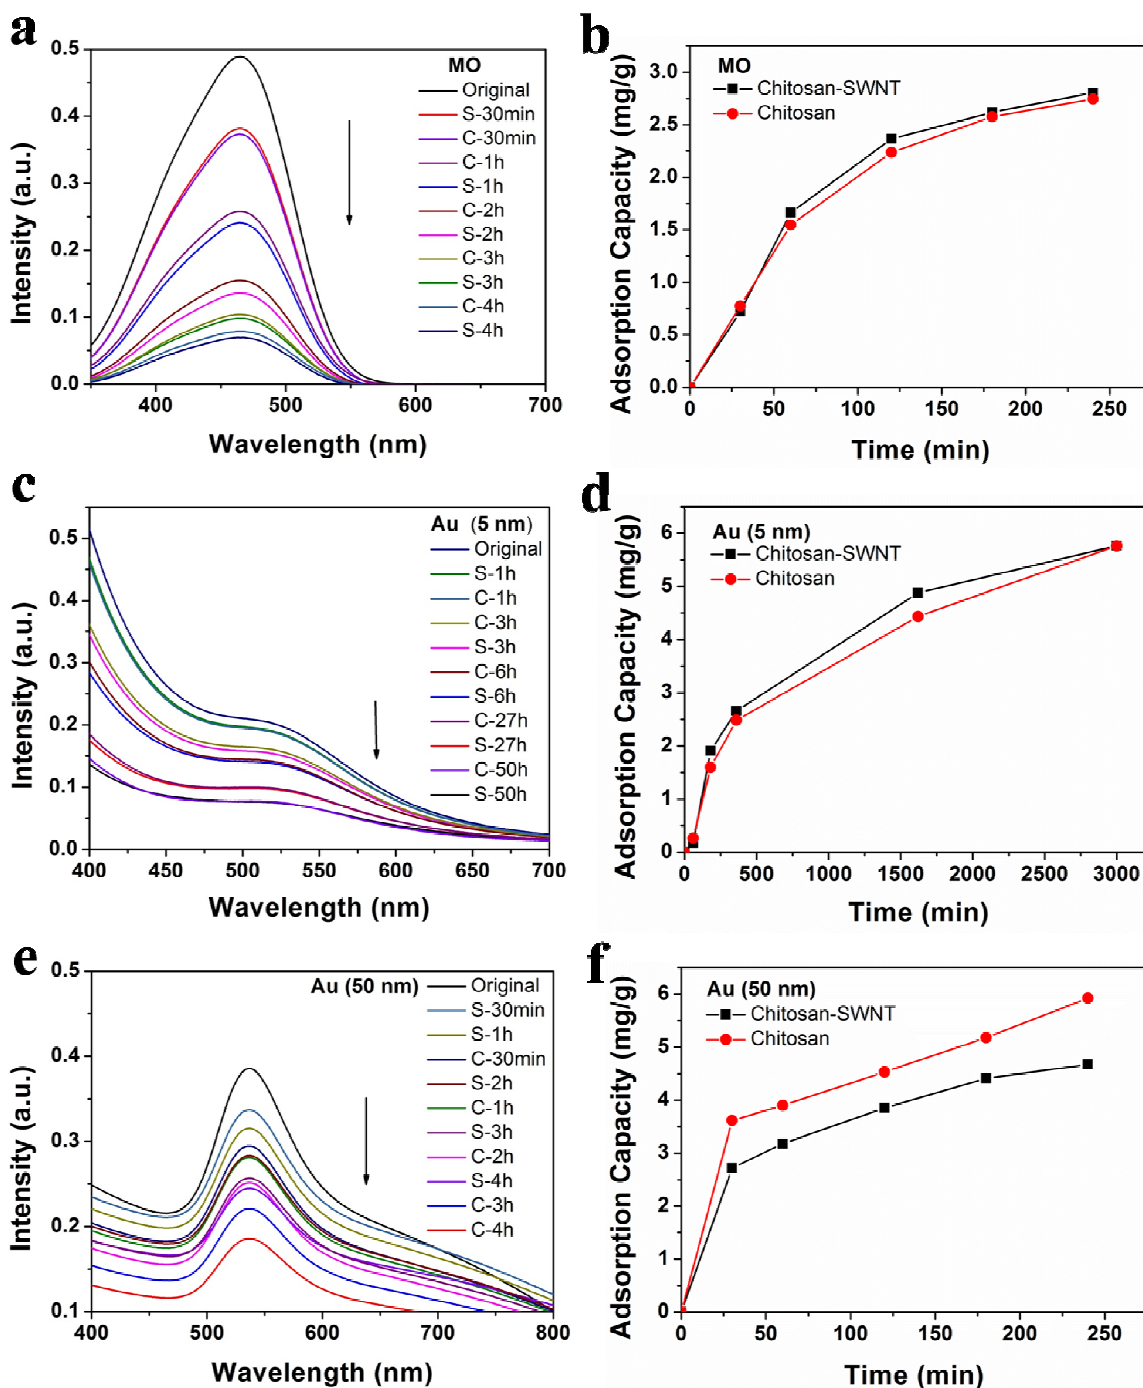 a
0.5
0.4
0.3
0.2
0.1
0.0
400
500
600
700
Intensity (a.u.)
Wavelength (nm)
MO
Original
S-30min
C-30min
C-1h
S-1h
C-2h
S-2h
C-3h
S-3h
C-4h
S-4h
b
3.0
2.5
2.0
1.5
1.0
0.5
0.0
0
50
100
150
200
250
Adsorption Capacity (mg/g)
Time (min)
MO
Chitosan-SWNT
Chitosan
c
0.5
0.4
0.3
0.2
0.1
0.0
400
450
500
550
600
650
700
Intensity (a.u.)
Wavelength (nm)
Au (5 nm)
Original
S-1h
C-1h
C-3h
S-3h
C-6h
S-6h
C-27h
S-27h
C-50h
S-50h
d
6
5
4
3
2
1
0
0
500
1000
1500
2000
2500
3000
Adsorption Capacity (mg/g)
Time (min)
Au (5 nm)
Chitosan-SWNT
Chitosan
e
0.5
0.4
0.3
0.2
0.1
400
500
600
700
800
Intensity (a.u.)
Wavelength (nm)
Au (50 nm)
Original
S-30min
S-1h
C-30min
S-2h
C-1h
S-3h
C-2h
S-4h
C-3h
C-4h
f
6
5
4
3
2
1
0
0
50
100
150
200
250
Adsorption Capacity (mg/g)
Time (min)
Au (50 nm)
Chitosan-SWNT
Chitosan